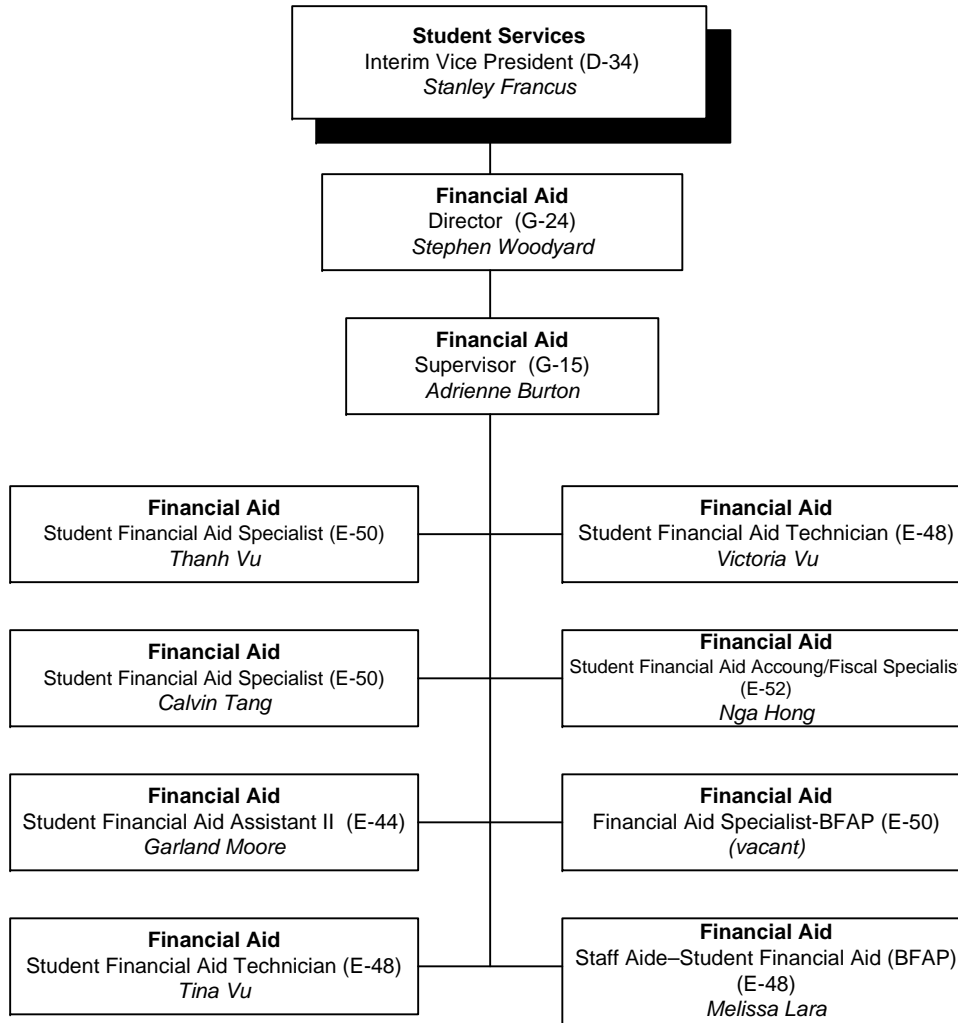 Student Services
Interim Vice President (D-34)
Stanley Francus
Financial Aid
Director (G-24)
Stephen Woodyard
Financial Aid
Supervisor (G-15)
Adrienne Burton
Financial Aid
Student Financial Aid Specialist (E-50)
Thanh Vu
Financial Aid
Student Financial Aid Technician (E-48)
Victoria Vu
Financial Aid
Student Financial Aid Specialist (E-50)
Calvin Tang
Financial Aid
Student Financial Aid Accoung/Fiscal Specialist
(E-52)
Nga Hong
Financial Aid
Student Financial Aid Assistant II (E-44)
Garland Moore
Financial Aid
Financial Aid Specialist-BFAP (E-50)
(vacant)
Financial Aid
Student Financial Aid Technician (E-48)
Tina Vu
Financial Aid
Staff Aide–Student Financial Aid (BFAP)
(E-48)
Melissa Lara